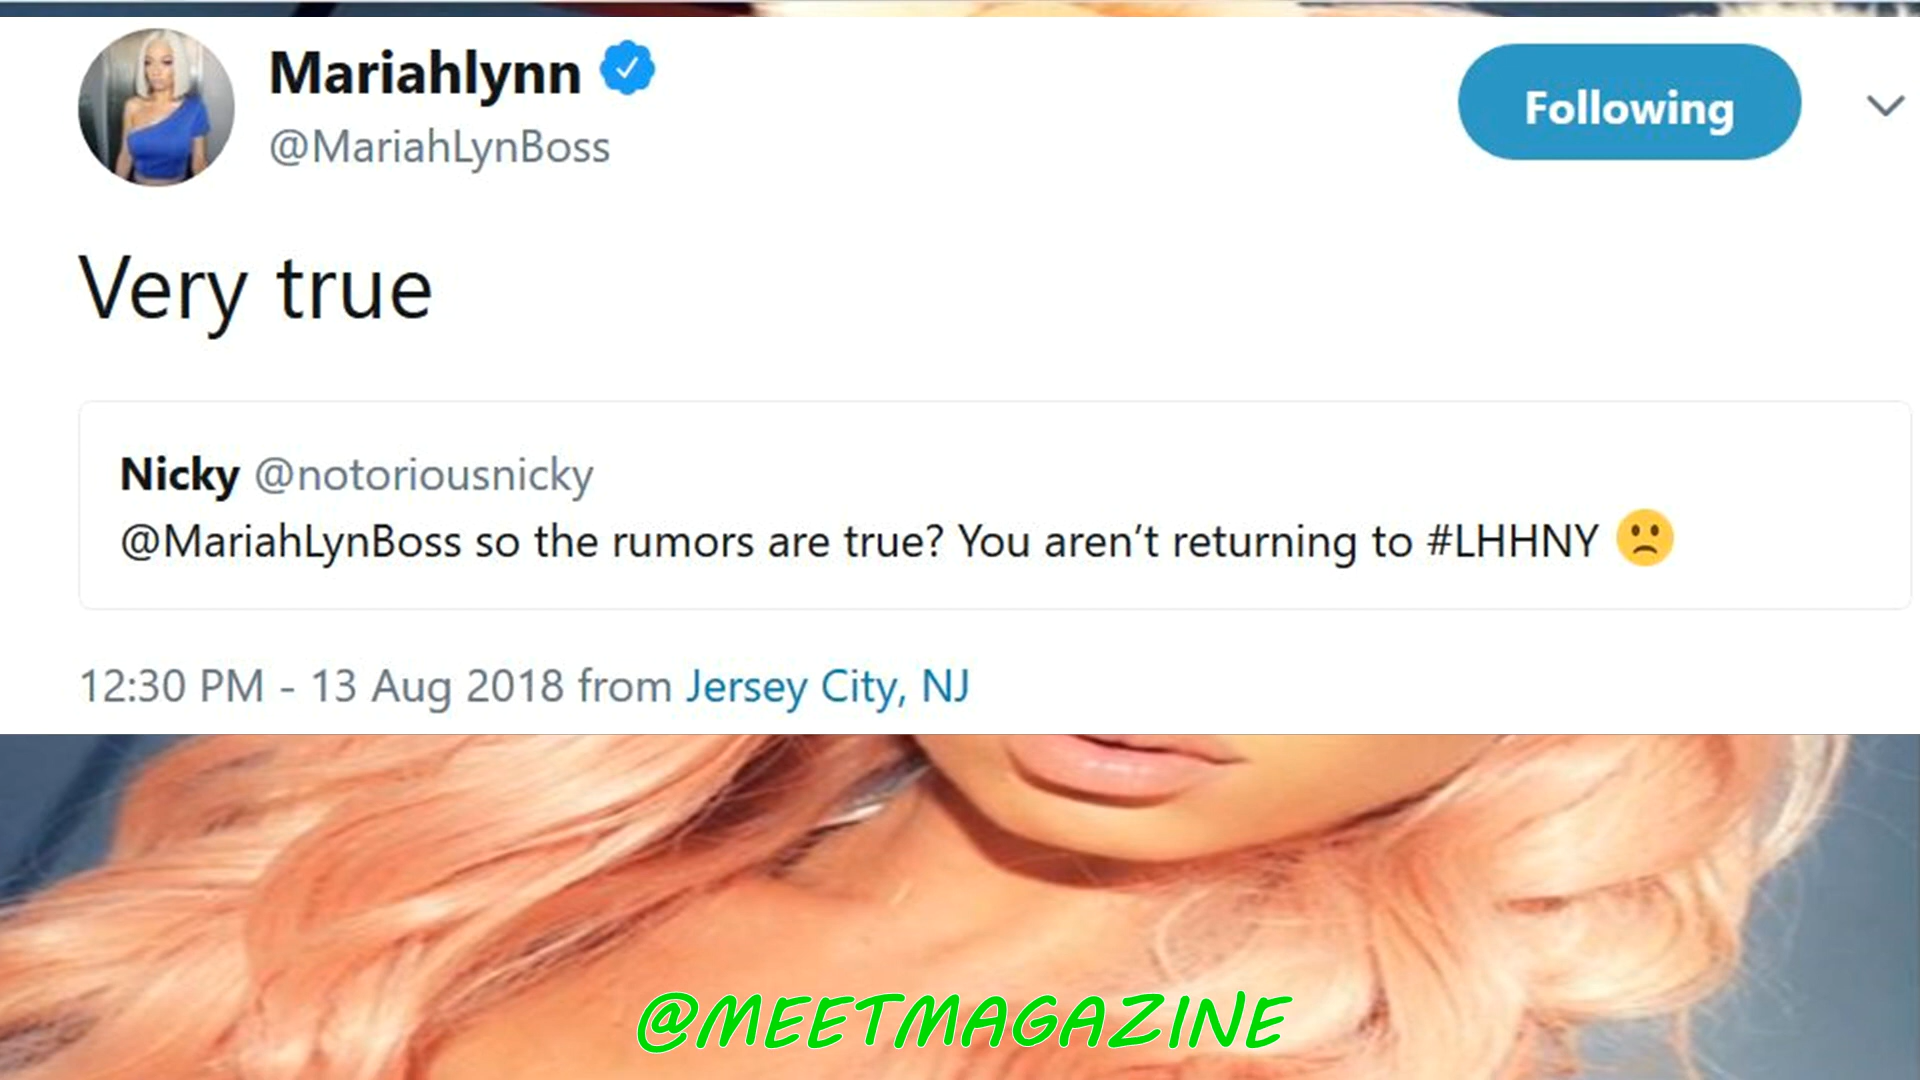 Mariahlynn
@MariahLynBoss
Following
Very true
Nicky @notoriousnicky
@MariahLynBoss so the rumors are true? You aren’t returning to #LHHNY 🙁
12:30 PM - 13 Aug 2018 from Jersey City, NJ
@MEETMAGAZINE